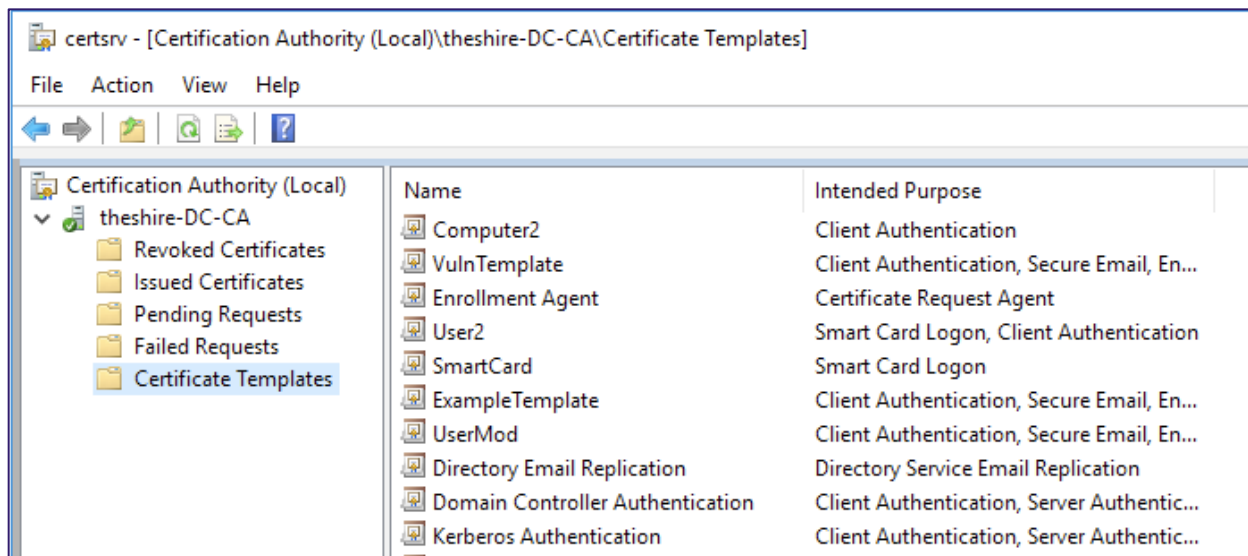 certsrv - [Certification Authority (Local)\theshire-DC-CA\Certificate Templates]
File Action View Help
Certification Authority (Local)
theshire-DC-CA
Revoked Certificates
Issued Certificates
Pending Requests
Failed Requests
Certificate Templates
Name Intended Purpose
Computer2 Client Authentication
VulnTemplate Client Authentication, Secure Email, En...
Enrollment Agent Certificate Request Agent
User2 Smart Card Logon, Client Authentication
SmartCard Smart Card Logon
ExampleTemplate Client Authentication, Secure Email, En...
UserMod Client Authentication, Secure Email, En...
Directory Email Replication Directory Service Email Replication
Domain Controller Authentication Client Authentication, Server Authentic...
Kerberos Authentication Client Authentication, Server Authentic...